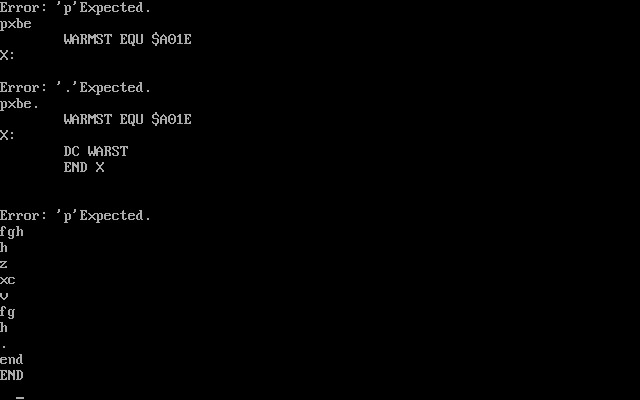 Error: 'p'Expected.
pxbe
WARMST EQU $A01E
X:
Error: '.'Expected.
pxbe.
WARMST EQU $A01E
X:
DC WARST
END X
Error: 'p'Expected.
fgh
h
z
xc
v
fg
h
.
end
END
_